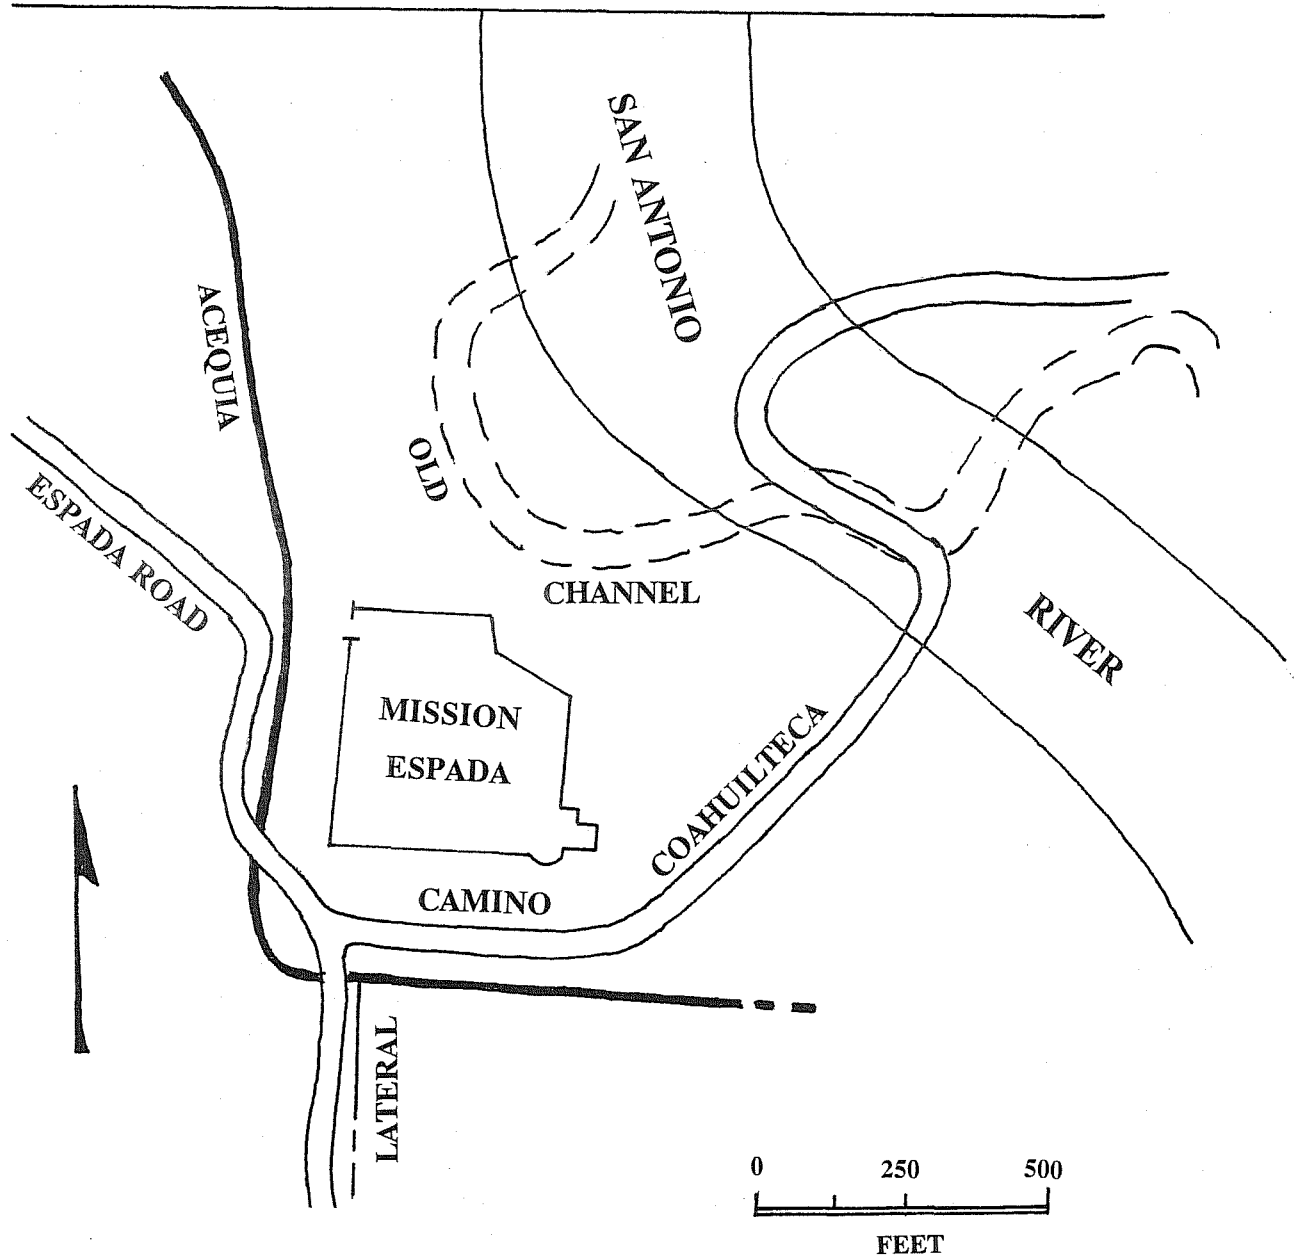 SAN ANTONIO
ACEQUIA
OLD
ESPADA ROAD
CHANNEL
RIVER
MISSION
ESPADA
COAHUILTECA
CAMINO
LATERAL
0 250 500
FEET